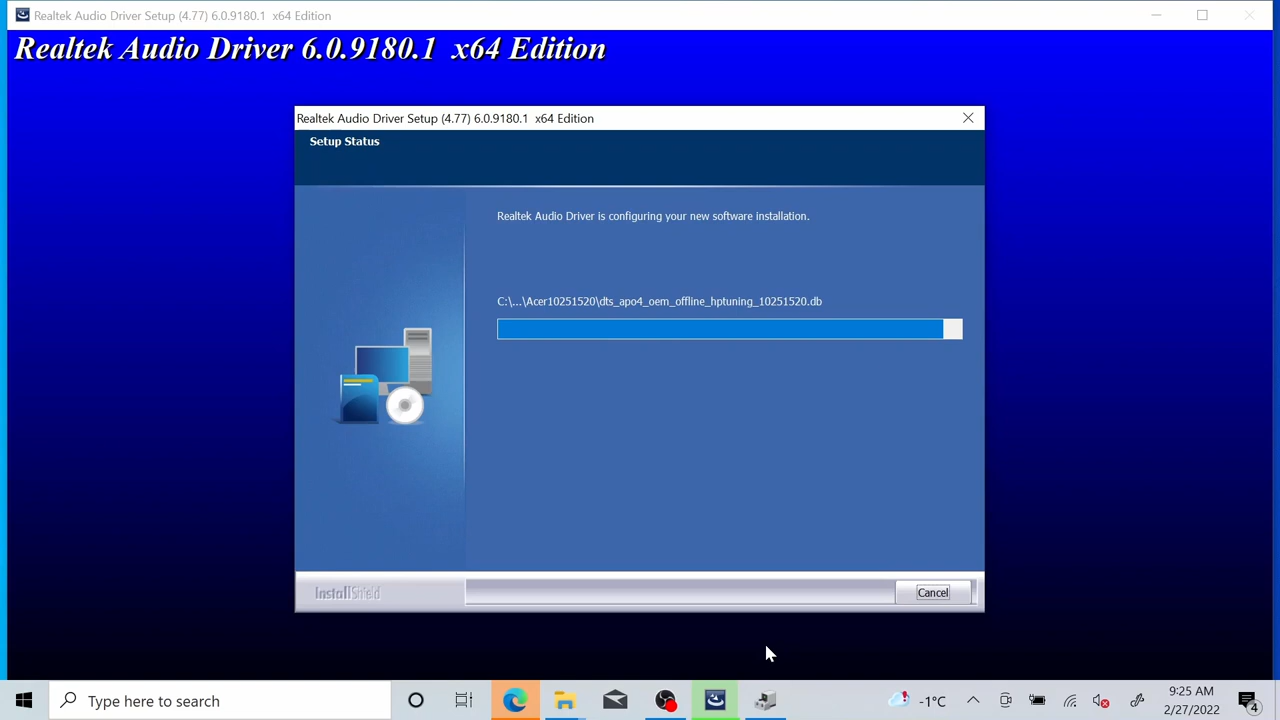 Realtek Audio Driver Setup (4.77) 6.0.9180.1  x64 Edition
Realtek Audio Driver 6.0.9180.1  x64 Edition
Realtek Audio Driver Setup (4.77) 6.0.9180.1  x64 Edition
Setup Status
Realtek Audio Driver is configuring your new software installation.
C:\...\Acer10251520\dts_apo4_oem_offline_hptuning_10251520.db
InstallShield
Cancel
Type here to search
-1°C
9:25 AM
2/27/2022
4